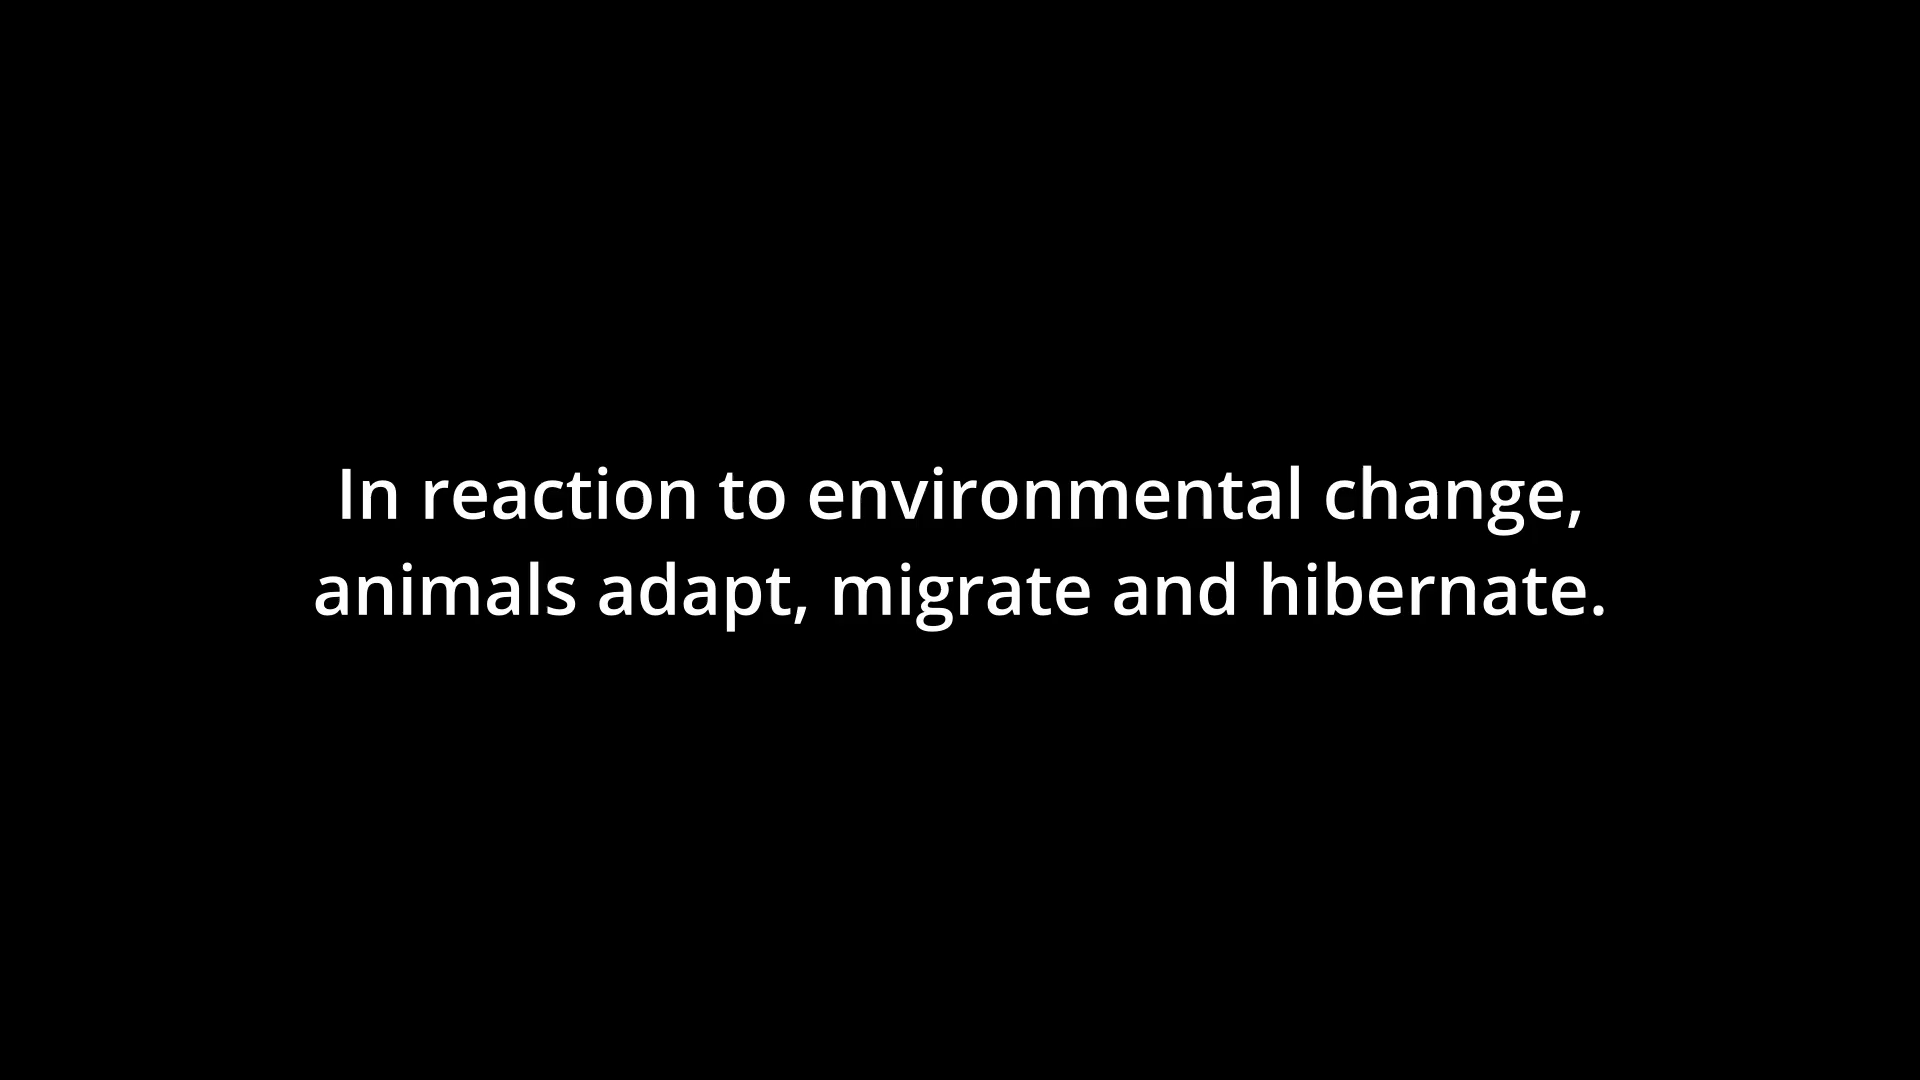 In reaction to environmental change,
animals adapt, migrate and hibernate.